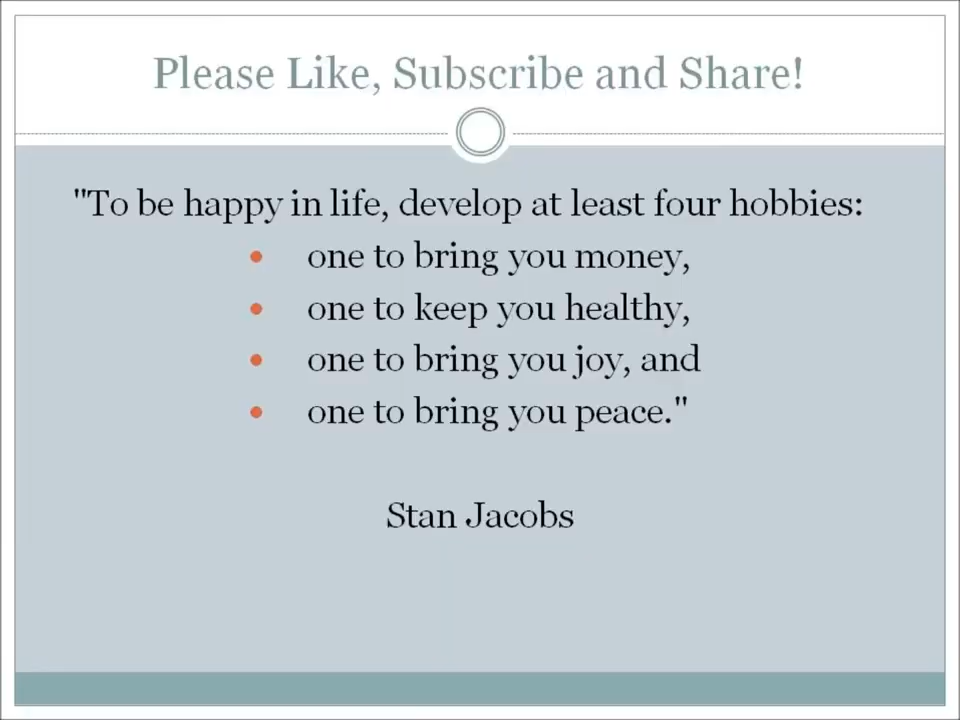 Please Like, Subscribe and Share!
"To be happy in life, develop at least four hobbies:
• one to bring you money,
• one to keep you healthy,
• one to bring you joy, and
• one to bring you peace."
Stan Jacobs